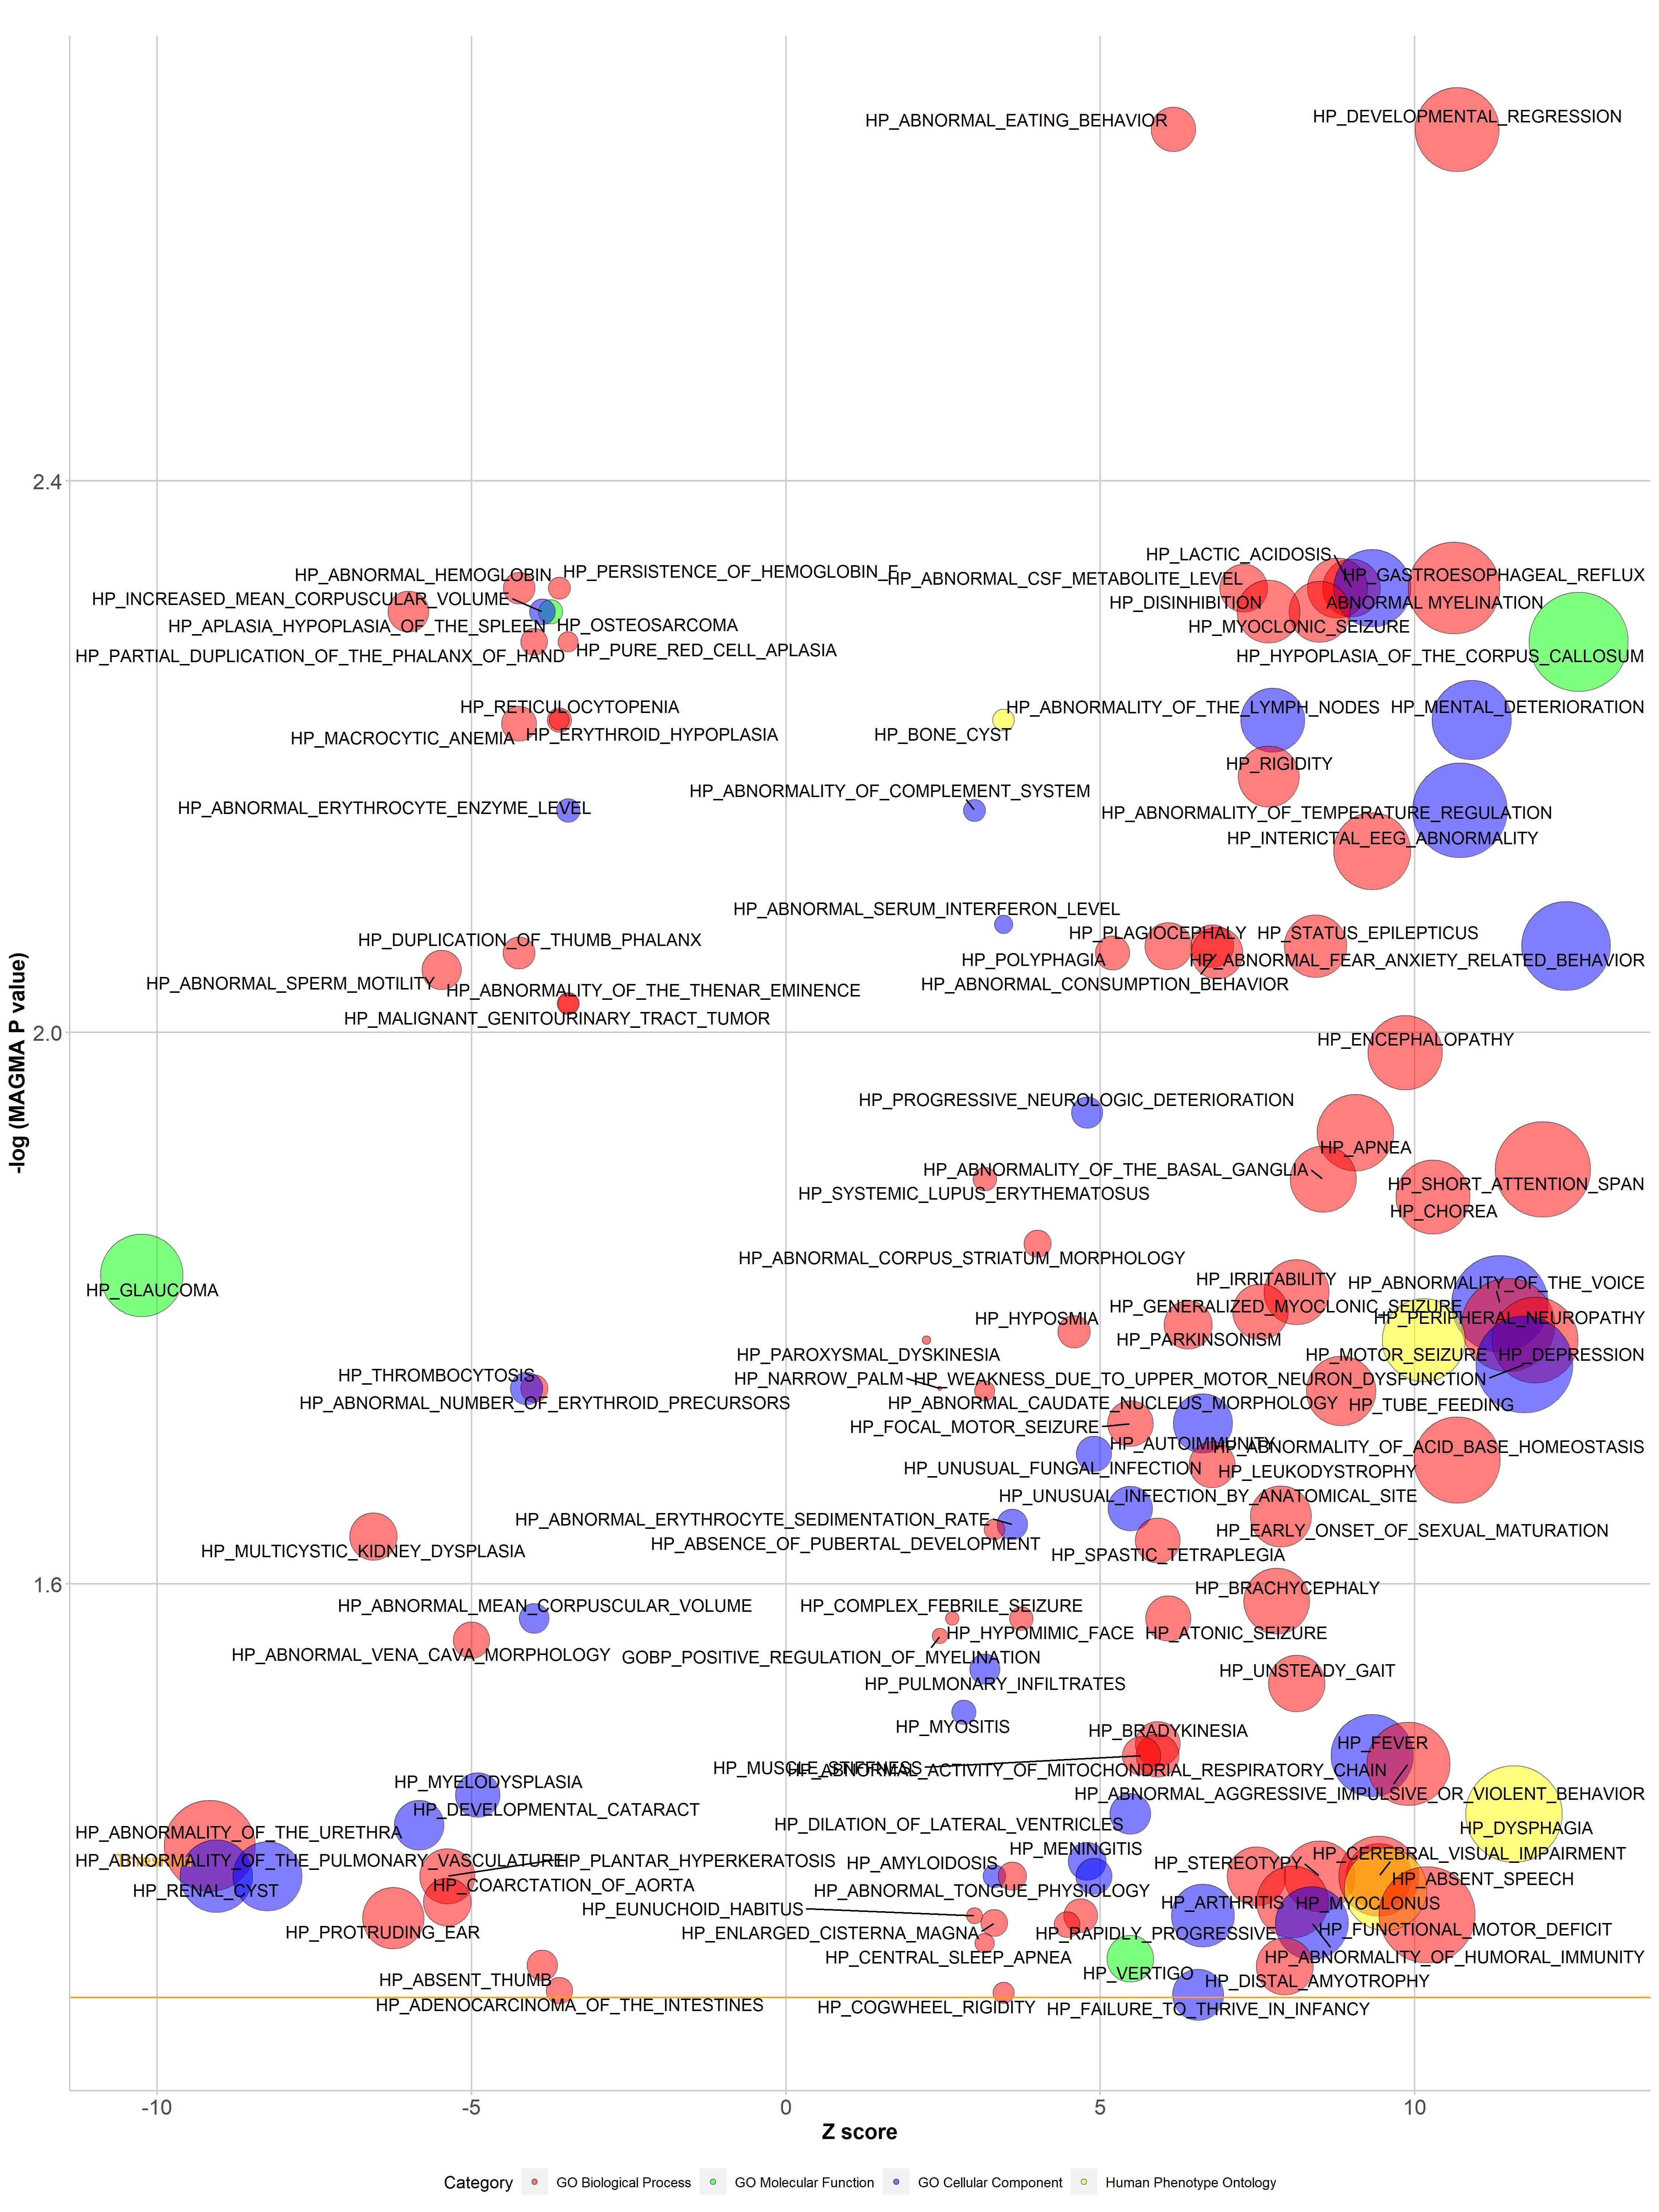 HP_DEVELOPMENTAL_REGRESSION
HP_ABNORMAL_EATING_BEHAVIOR
2.4
HP_LACTIC_ACIDOSIS
HP_PERSISTENCE_OF_HEMOGLOBIN_F
HP_ABNORMAL_HEMOGLOBIN
HP_ABNORMAL_CSF_METABOLITE_LEVEL
HP_GASTROESOPHAGEAL_REFLUX
HP_INCREASED_MEAN_CORPUSCULAR_VOLUME
HP_DISINHIBITION
ABNORMAL MYELINATION
HP_APLASIA_HYPOPLASIA_OF_THE_SPLEEN
HP_OSTEOSARCOMA
HP_MYOCLONIC_SEIZURE
HP_PARTIAL_DUPLICATION_OF_THE_PHALANX_OF_HAND
HP_PURE_RED_CELL_APLASIA
HP_HYPOPLASIA_OF_THE_CORPUS_CALLOSUM
HP_RETICULOCYTOPENIA
HP_ABNORMALITY_OF_THE_LYMPH_NODES
HP_MENTAL_DETERIORATION
HP_MACROCYTIC_ANEMIA
HP_ERYTHROID_HYPOPLASIA
HP_BONE_CYST
HP_RIGIDITY
HP_ABNORMALITY_OF_COMPLEMENT_SYSTEM
HP_ABNORMAL_ERYTHROCYTE_ENZYME_LEVEL
HP_ABNORMALITY_OF_TEMPERATURE_REGULATION
HP_INTERICTAL_EEG_ABNORMALITY
HP_ABNORMAL_SERUM_INTERFERON_LEVEL
HP_DUPLICATION_OF_THUMB_PHALANX
HP_PLAGIOCEPHALY
HP_STATUS_EPILEPTICUS
HP_POLYPHAGIA
HP_ABNORMAL_FEAR_ANXIETY_RELATED_BEHAVIOR
HP_ABNORMAL_SPERM_MOTILITY
HP_ABNORMALITY_OF_THE_THENAR_EMINENCE
HP_ABNORMAL_CONSUMPTION_BEHAVIOR
HP_MALIGNANT_GENITOURINARY_TRACT_TUMOR
2.0
HP_ENCEPHALOPATHY
-log (MAGMA P value)
HP_PROGRESSIVE_NEUROLOGIC_DETERIORATION
HP_APNEA
HP_ABNORMALITY_OF_THE_BASAL_GANGLIA
HP_SHORT_ATTENTION_SPAN
HP_SYSTEMIC_LUPUS_ERYTHEMATOSUS
HP_CHOREA
HP_ABNORMAL_CORPUS_STRIATUM_MORPHOLOGY
HP_GLAUCOMA
HP_IRRITABILITY
HP_ABNORMALITY_OF_THE_VOICE
HP_GENERALIZED_MYOCLONIC_SEIZURE
HP_HYPOSMIA
HP_PERIPHERAL_NEUROPATHY
HP_PARKINSONISM
HP_PAROXYSMAL_DYSKINESIA
HP_MOTOR_SEIZURE
HP_DEPRESSION
HP_THROMBOCYTOSIS
HP_NARROW_PALM
HP_WEAKNESS_DUE_TO_UPPER_MOTOR_NEURON_DYSFUNCTION
HP_ABNORMAL_NUMBER_OF_ERYTHROID_PRECURSORS
HP_ABNORMAL_CAUDATE_NUCLEUS_MORPHOLOGY
HP_TUBE_FEEDING
HP_FOCAL_MOTOR_SEIZURE
HP_AUTOIMMUNITY
HP_ABNORMALITY_OF_ACID_BASE_HOMEOSTASIS
HP_UNUSUAL_FUNGAL_INFECTION
HP_LEUKODYSTROPHY
HP_UNUSUAL_INFECTION_BY_ANATOMICAL_SITE
HP_ABNORMAL_ERYTHROCYTE_SEDIMENTATION_RATE
HP_EARLY_ONSET_OF_SEXUAL_MATURATION
HP_MULTICYSTIC_KIDNEY_DYSPLASIA
HP_ABSENCE_OF_PUBERTAL_DEVELOPMENT
HP_SPASTIC_TETRAPLEGIA
1.6
HP_BRACHYCEPHALY
HP_ABNORMAL_MEAN_CORPUSCULAR_VOLUME
HP_COMPLEX_FEBRILE_SEIZURE
HP_HYPOMIMIC_FACE
HP_ATONIC_SEIZURE
HP_ABNORMAL_VENA_CAVA_MORPHOLOGY
GOBP_POSITIVE_REGULATION_OF_MYELINATION
HP_UNSTEADY_GAIT
HP_PULMONARY_INFILTRATES
HP_MYOSITIS
HP_BRADYKINESIA
HP_FEVER
HP_MUSCLE_STIFFNESS
HP_ABNORMAL_ACTIVITY_OF_MITOCHONDRIAL_RESPIRATORY_CHAIN
HP_MYELODYSPLASIA
HP_ABNORMAL_AGGRESSIVE_IMPULSIVE_OR_VIOLENT_BEHAVIOR
HP_DEVELOPMENTAL_CATARACT
HP_DILATION_OF_LATERAL_VENTRICLES
HP_DYSPHAGIA
HP_ABNORMALITY_OF_THE_URETHRA
HP_MENINGITIS
HP_CEREBRAL_VISUAL_IMPAIRMENT
HP_ABNORMALITY_OF_THE_PULMONARY_VASCULATURE
HP_PLANTAR_HYPERKERATOSIS
HP_AMYLOIDOSIS
HP_STEREOTYPY
HP_ABSENT_SPEECH
HP_COARCTATION_OF_AORTA
HP_RENAL_CYST
HP_ABNORMAL_TONGUE_PHYSIOLOGY
HP_ARTHRITIS
HP_MYOCLONUS
HP_EUNUCHOID_HABITUS
HP_PROTRUDING_EAR
HP_ENLARGED_CISTERNA_MAGNA
HP_RAPIDLY_PROGRESSIVE
HP_FUNCTIONAL_MOTOR_DEFICIT
HP_CENTRAL_SLEEP_APNEA
HP_ABNORMALITY_OF_HUMORAL_IMMUNITY
HP_VERTIGO
HP_ABSENT_THUMB
HP_DISTAL_AMYOTROPHY
HP_ADENOCARCINOMA_OF_THE_INTESTINES
HP_COGWHEEL_RIGIDITY
HP_FAILURE_TO_THRIVE_IN_INFANCY
-10 -5 0 5 10
Z score
Category GO Biological Process GO Molecular Function GO Cellular Component Human Phenotype Ontology